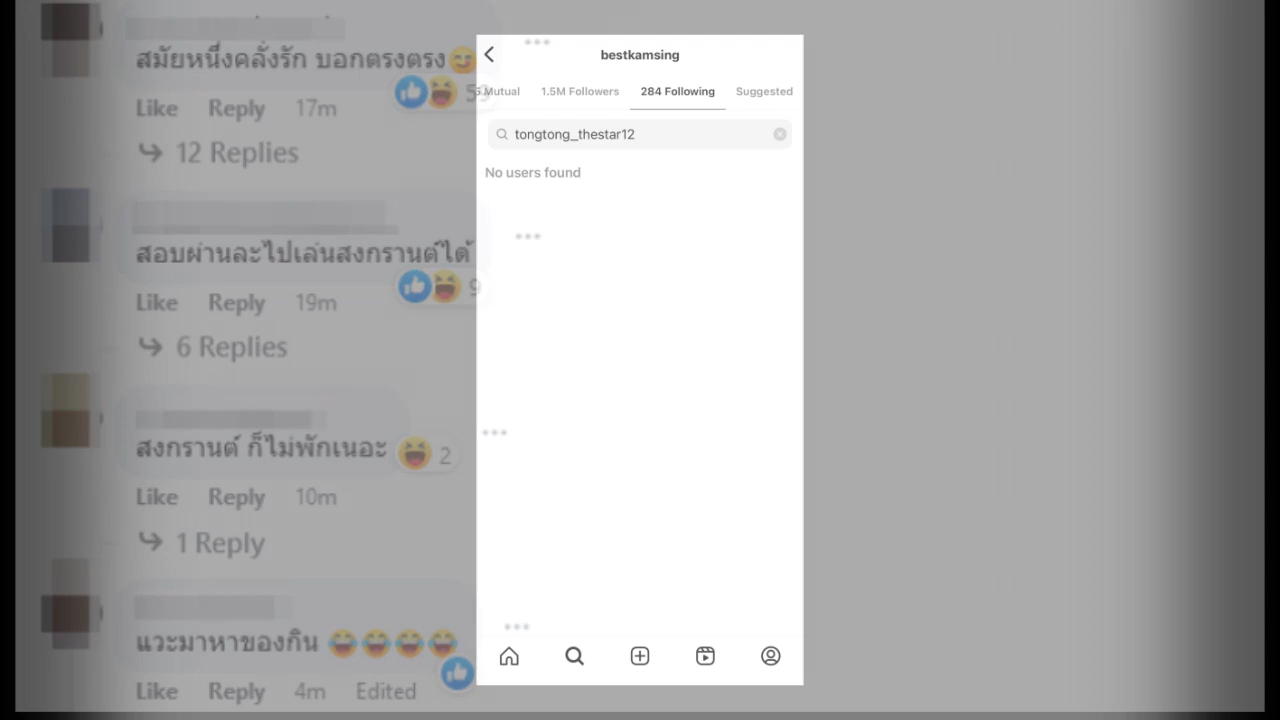 สมัยหนึ่งคลั่งรัก บอกตรงตรง😊
59
Like Reply 17m
12 Replies
สอบผ่านละไปเล่นสงกรานต์ได้
9
Like Reply 19m
6 Replies
สงกรานต์ ก็ไม่พักเนอะ
2
Like Reply 10m
1 Reply
แวะมาหาของกิน 😂😂😂😂
Like Reply 4m Edited
bestkamsing
Mutual 1.5M Followers 284 Following Suggested
tongtong_thestar12
No users found